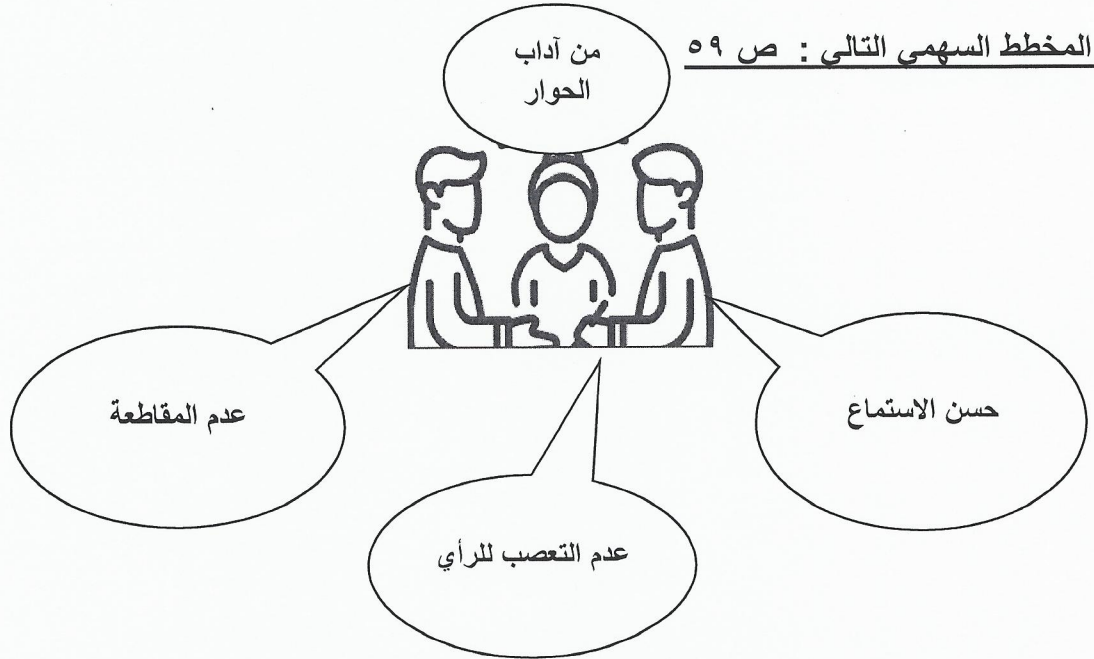 المخطط السهمي التالي : ص ٥٩
من آداب
الحوار
حسن الاستماع
عدم المقاطعة
عدم التعصب للرأي